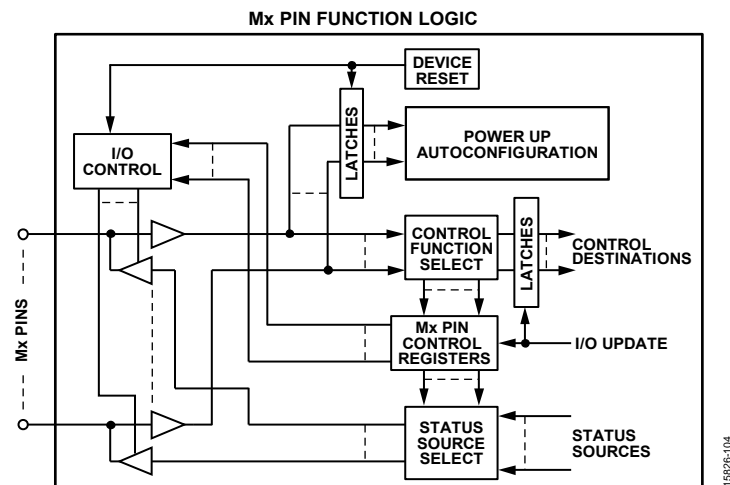 Mx PIN FUNCTION LOGIC
DEVICE
RESET
LATCHES
POWER UP
AUTOCONFIGURATION
I/O
CONTROL
CONTROL
FUNCTION
SELECT
LATCHES
CONTROL
DESTINATIONS
Mx PINS
Mx PIN
CONTROL
REGISTERS
I/O UPDATE
STATUS
SOURCE
SELECT
STATUS
SOURCES
15826-104